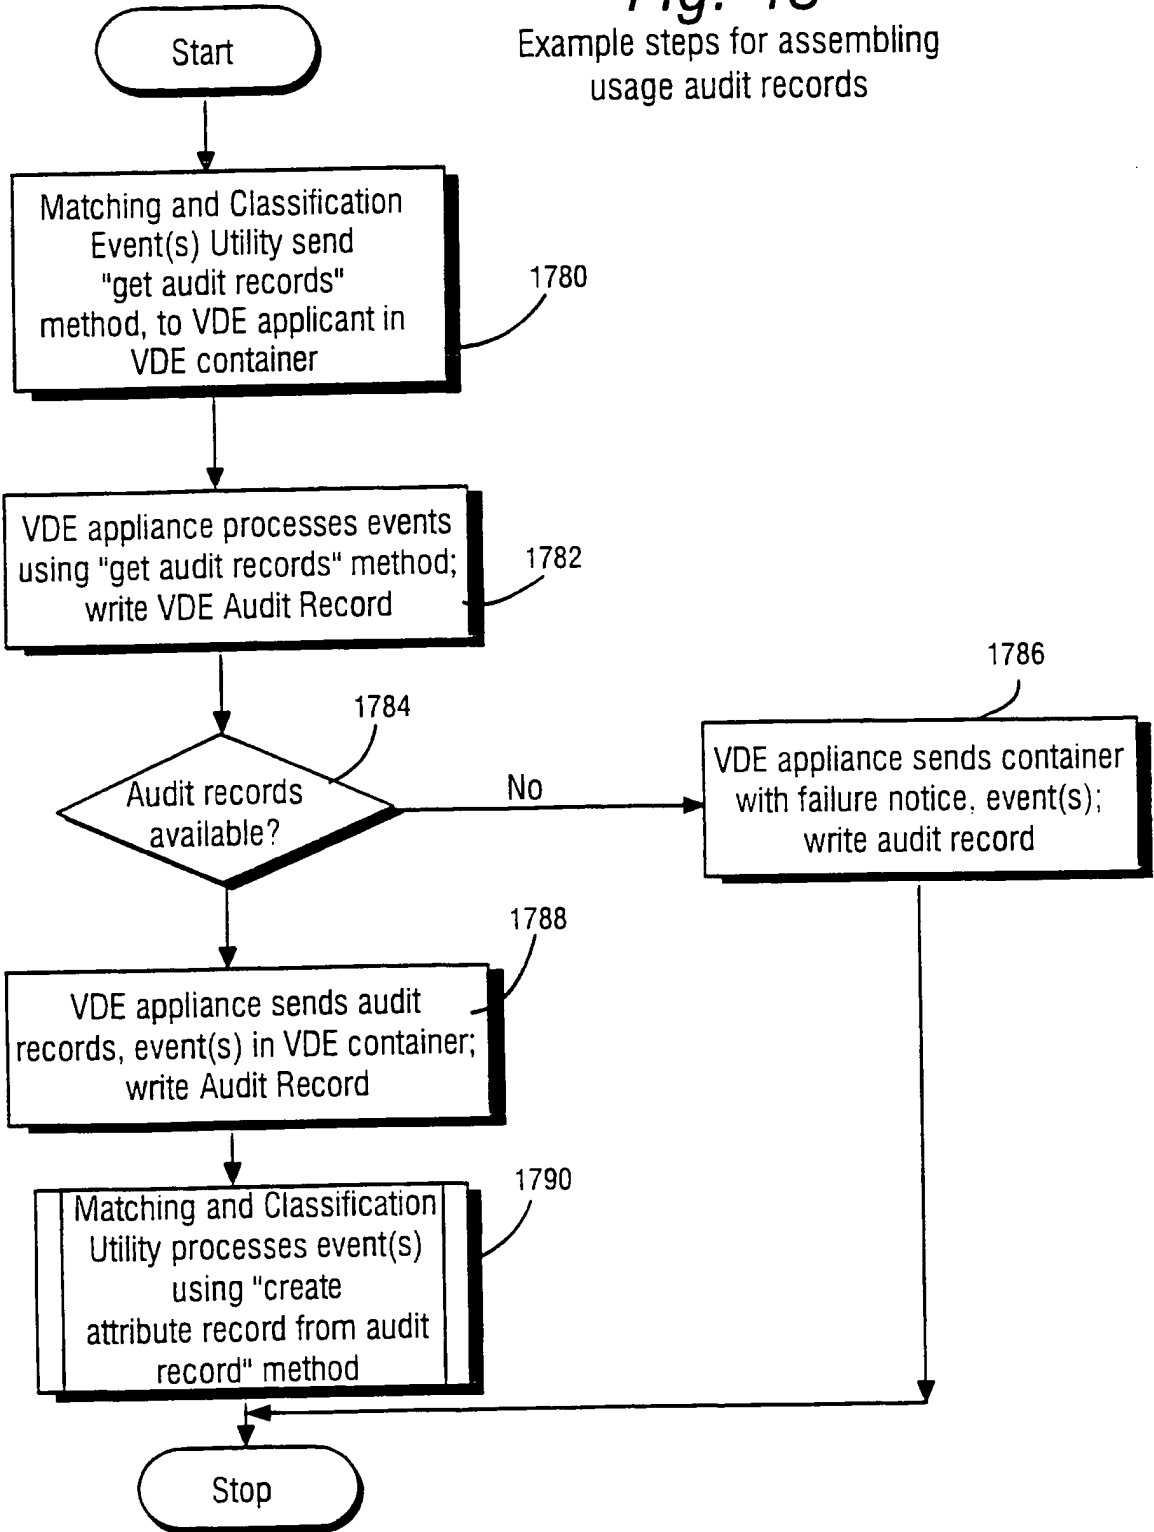 Start
Example steps for assembling
usage audit records
Matching and Classification
Event(s) Utility send
"get audit records"
method, to VDE applicant in
VDE container
1780
VDE appliance processes events
using "get audit records" method;
write VDE Audit Record
1782
1784
Audit records
available?
No
1786
VDE appliance sends container
with failure notice, event(s);
write audit record
1788
VDE appliance sends audit
records, event(s) in VDE container;
write Audit Record
1790
Matching and Classification
Utility processes event(s)
using "create
attribute record from audit
record" method
Stop